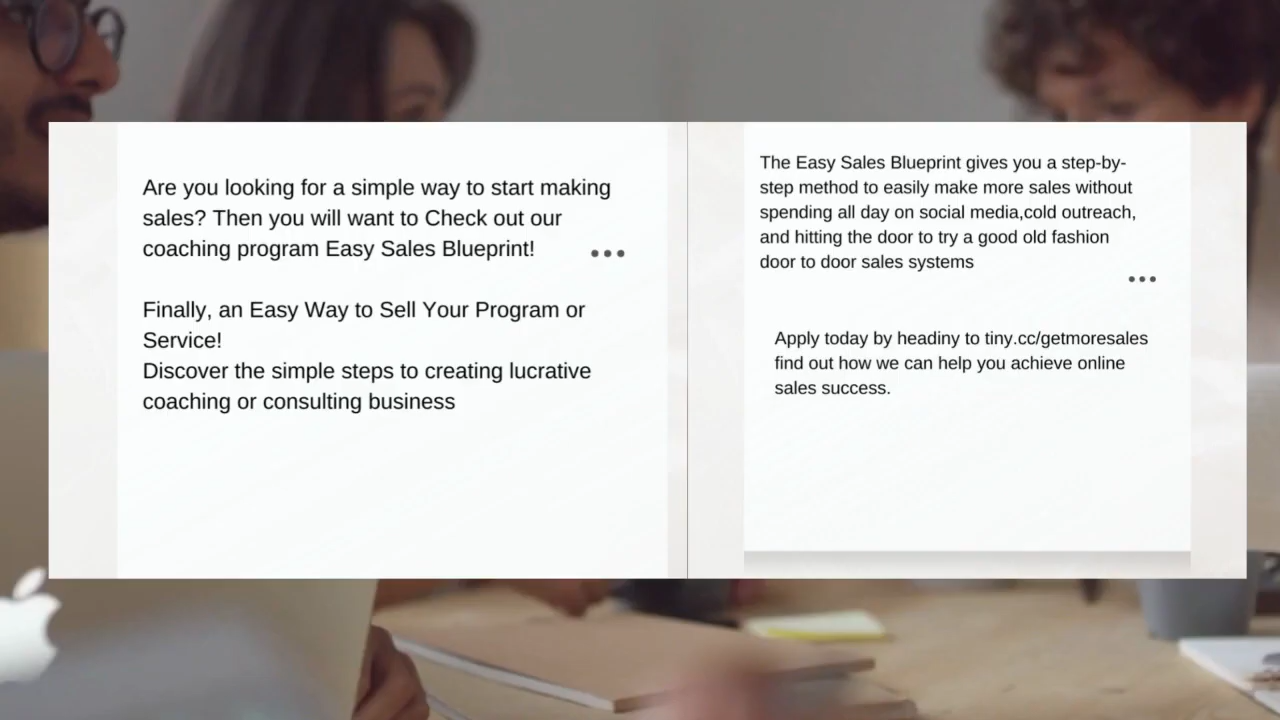 Are you looking for a simple way to start making
sales? Then you will want to Check out our
coaching program Easy Sales Blueprint!
Finally, an Easy Way to Sell Your Program or
Service!
Discover the simple steps to creating lucrative
coaching or consulting business
The Easy Sales Blueprint gives you a step-by-
step method to easily make more sales without
spending all day on social media,cold outreach,
and hitting the door to try a good old fashion
door to door sales systems
Apply today by headiny to tiny.cc/getmoresales
find out how we can help you achieve online
sales success.